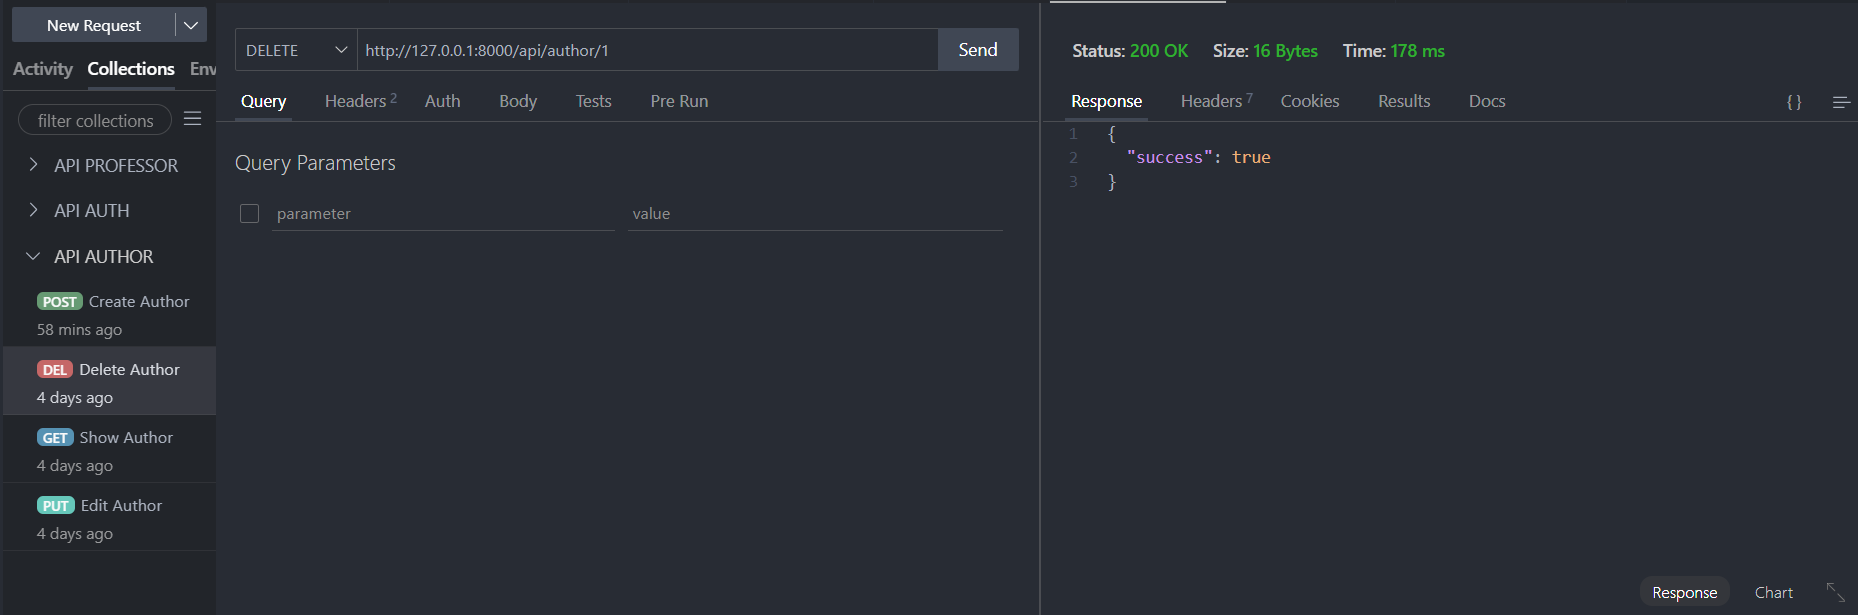 New Request
Activity Collections Env
filter collections
API PROFESSOR
API AUTH
API AUTHOR
POST Create Author
58 mins ago
DEL Delete Author
4 days ago
GET Show Author
4 days ago
PUT Edit Author
4 days ago
DELETE http://127.0.0.1:8000/api/author/1 Send
Query Headers 2 Auth Body Tests Pre Run
Query Parameters
parameter value
Status: 200 OK Size: 16 Bytes Time: 178 ms
Response Headers 7 Cookies Results Docs {}
1 {
2 "success": true
3 }
Response Chart